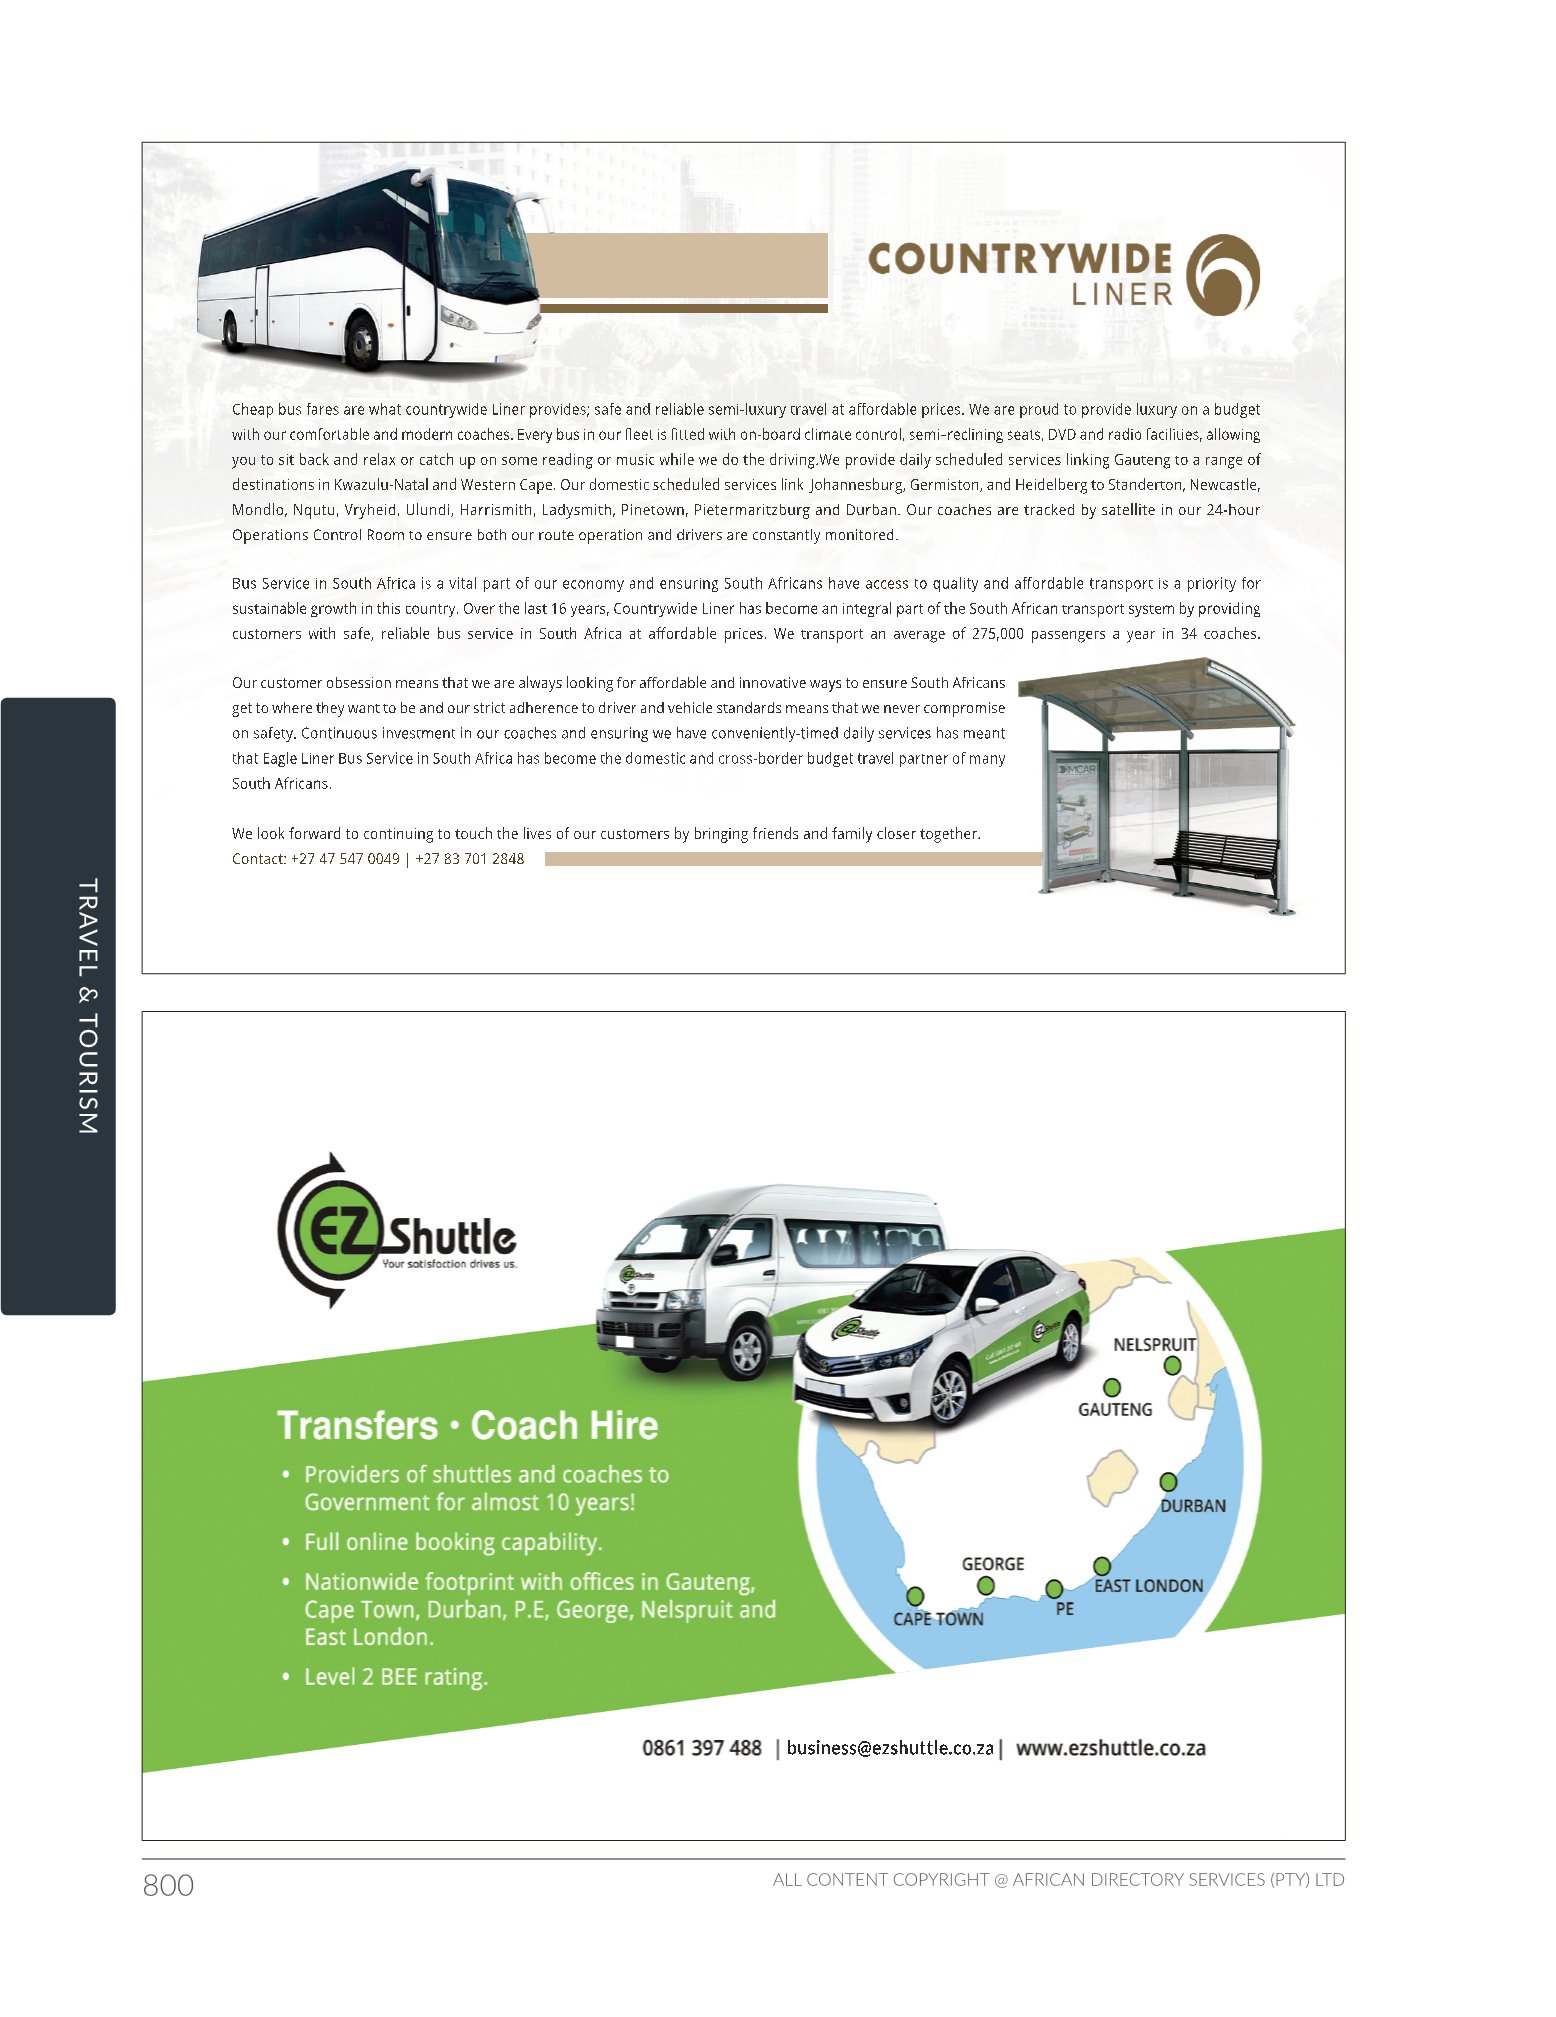 COUNTRYWIDE
LINER
Cheap bus fares are what countrywide Liner provides; safe and reliable semi-luxury travel at affordable prices. We are proud to provide luxury on a budget
with our comfortable and modern coaches. Every bus in our fleet is fitted with on-board climate control, semi-reclining seats, DVD and radio facilities, allowing
you to sit back and relax or catch up on some reading or music while we do the driving.We provide daily scheduled services linking Gauteng to a range of
destinations in Kwazulu-Natal and Western Cape. Our domestic scheduled services link Johannesburg, Germiston, and Heidelberg to Standerton, Newcastle,
Mondlo, Nqutu, Vryheid, Ulundi, Harrismith, Ladysmith, Pinetown, Pietermaritzburg and Durban. Our coaches are tracked by satellite in our 24-hour
Operations Control Room to ensure both our route operation and drivers are constantly monitored.
Bus Service in South Africa is a vital part of our economy and ensuring South Africans have access to quality and affordable transport is a priority for
sustainable growth in this country. Over the last 16 years, Countrywide Liner has become an integral part of the South African transport system by providing
customers with safe, reliable bus service in South Africa at affordable prices. We transport an average of 275,000 passengers a year in 34 coaches.
Our customer obsession means that we are always looking for affordable and innovative ways to ensure South Africans
get to where they want to be and our strict adherence to driver and vehicle standards means that we never compromise
on safety. Continuous investment in our coaches and ensuring we have conveniently-timed daily services has meant
that Eagle Liner Bus Service in South Africa has become the domestic and cross-border budget travel partner of many
South Africans.
We look forward to continuing to touch the lives of our customers by bringing friends and family closer together.
Contact: +27 47 547 0049 | +27 83 701 2848
DIMCAR
TRAVEL & TOURISM
EZ Shuttle
Your satisfaction drives us.
EZ Shuttle
EZ Shuttle
EZ Shuttle
Transfers • Coach Hire
• Providers of shuttles and coaches to
Government for almost 10 years!
• Full online booking capability.
• Nationwide footprint with offices in Gauteng,
Cape Town, Durban, P.E, George, Nelspruit and
East London.
• Level 2 BEE rating.
NELSPRUIT
GAUTENG
DURBAN
GEORGE
EAST LONDON
PE
CAPE TOWN
0861 397 488 | business@ezshuttle.co.za | www.ezshuttle.co.za
800
ALL CONTENT COPYRIGHT @ AFRICAN DIRECTORY SERVICES (PTY) LTD